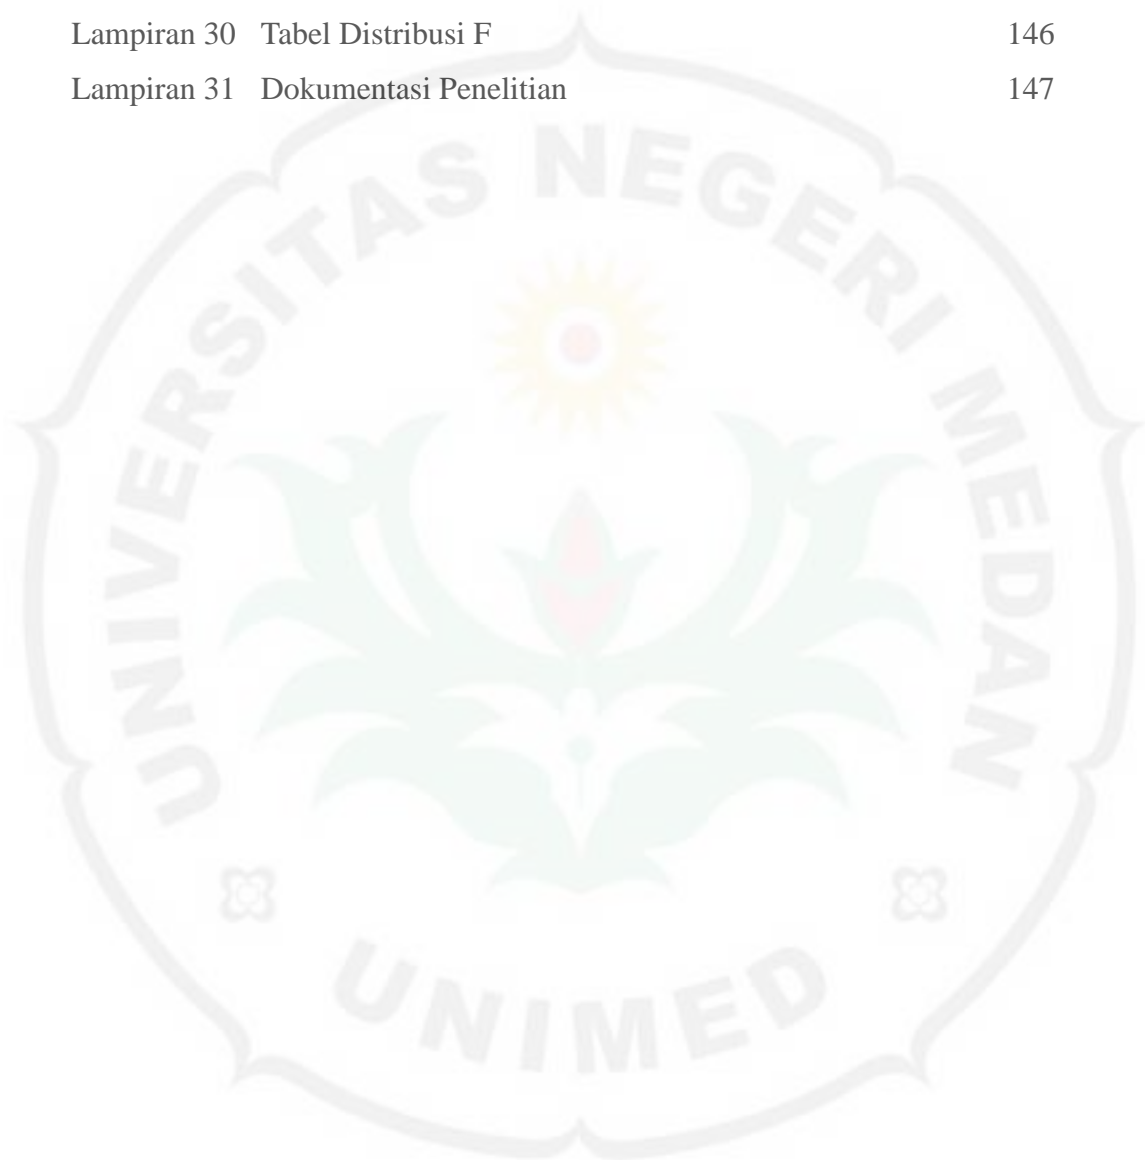 Lampiran 30 Tabel Distribusi F 146
Lampiran 31 Dokumentasi Penelitian 147
UNIVERSITAS NEGERI MEDAN
UNIMED